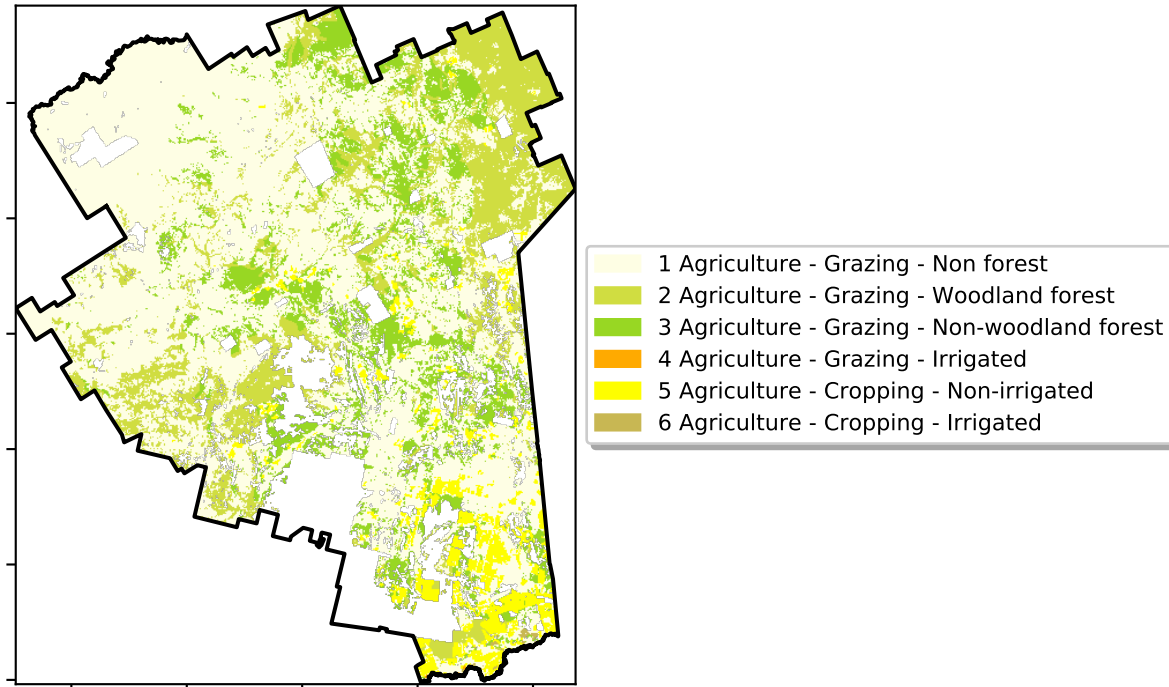 1 Agriculture - Grazing - Non forest
2 Agriculture - Grazing - Woodland forest
3 Agriculture - Grazing - Non-woodland forest
4 Agriculture - Grazing - Irrigated
5 Agriculture - Cropping - Non-irrigated
6 Agriculture - Cropping - Irrigated